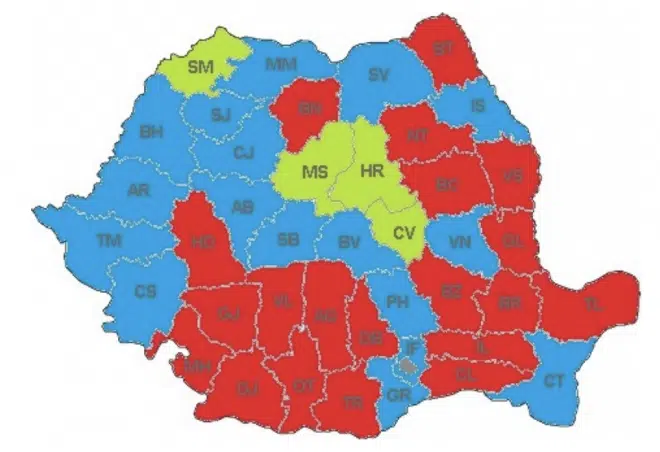 BT
SM
MM
SV
BN
IS
SJ
BH
NT
CJ
MS
HR
BC
VS
AR
AB
CV
TM
HD
SB
BV
VN
GL
CS
PH
BZ
BR
TL
GJ
VL
AG
DB
IF
IL
MH
CL
CT
DJ
OT
TR
GR